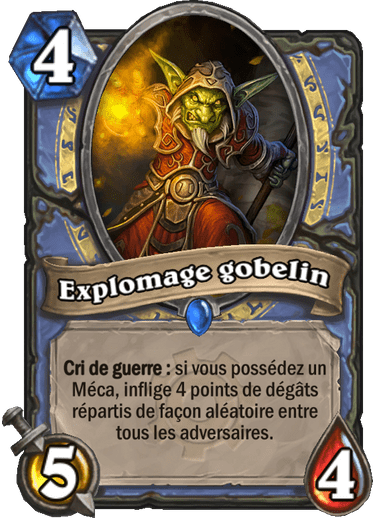 4
Explomage gobelin
Cri de guerre : si vous possédez un
Méca, inflige 4 points de dégâts
répartis de façon aléatoire entre
tous les adversaires.
5
4